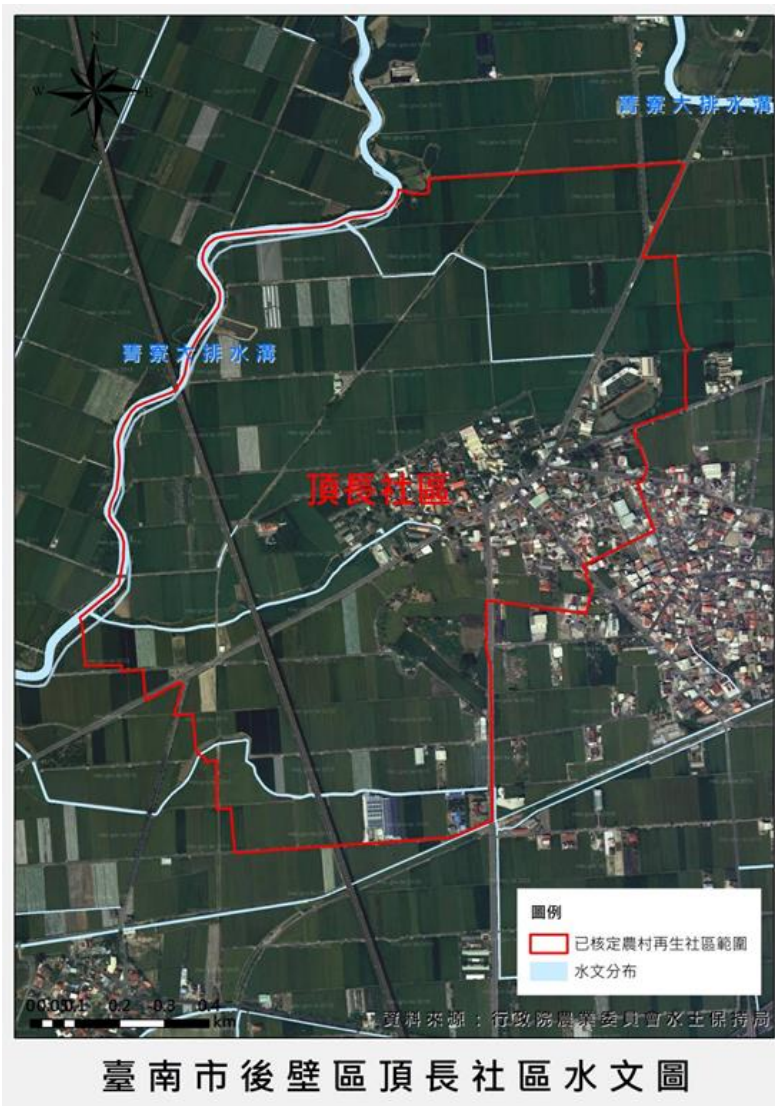 N
W
E
菁寮大排水溝
菁寮大排水溝
頂長社區
圖例
已核定農村再生社區範圍
水文分布
0.2
0.3
0.4
km
資料來源：行政院農業委員會水土保持局
臺南市後壁區頂長社區水文圖